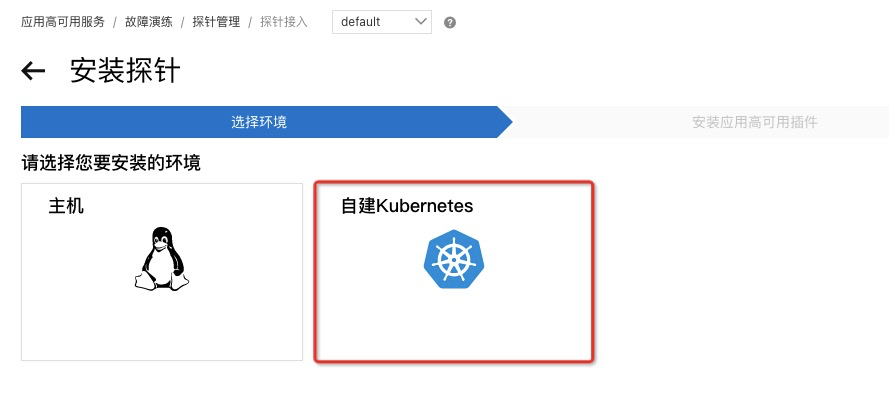 应用高可用服务 / 故障演练 / 探针管理 / 探针接入 default ?
安装探针
选择环境 安装应用高可用插件
请选择您要安装的环境
主机 自建Kubernetes